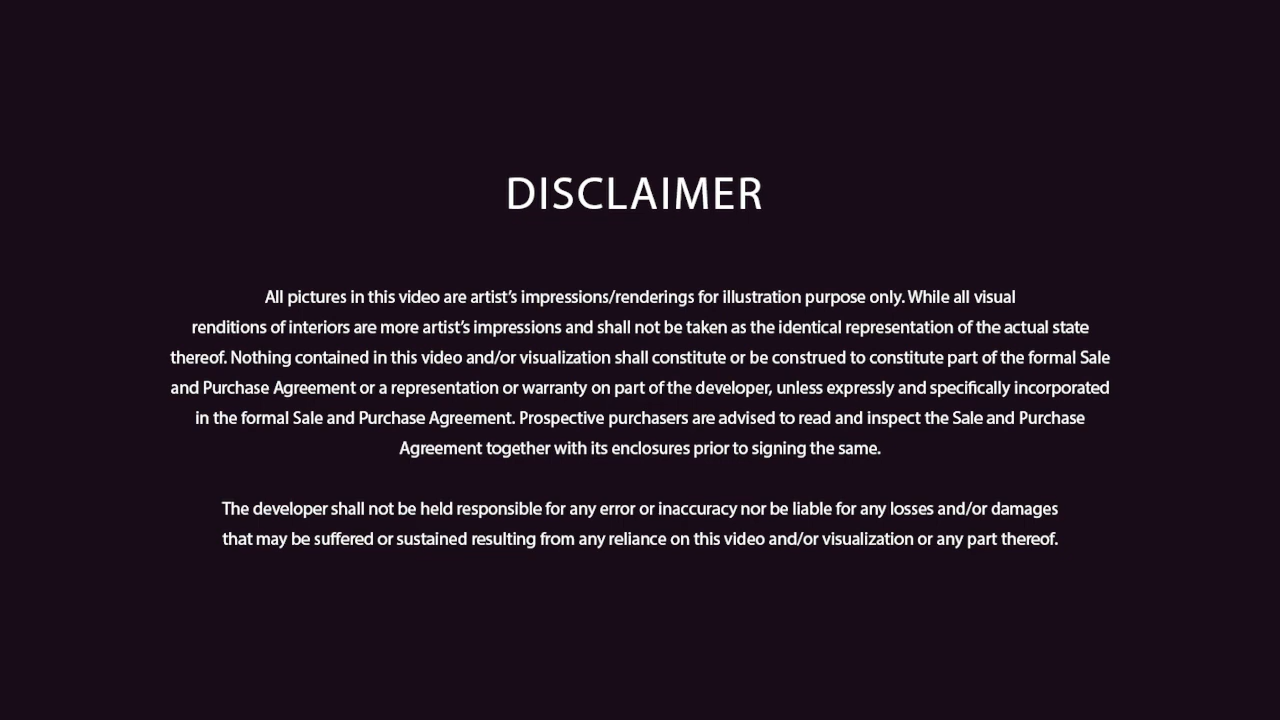 DISCLAIMER
All pictures in this video are artist’s impressions/renderings for illustration purpose only. While all visual
renditions of interiors are more artist’s impressions and shall not be taken as the identical representation of the actual state
thereof. Nothing contained in this video and/or visualization shall constitute or be construed to constitute part of the formal Sale
and Purchase Agreement or a representation or warranty on part of the developer, unless expressly and specifically incorporated
in the formal Sale and Purchase Agreement. Prospective purchasers are advised to read and inspect the Sale and Purchase
Agreement together with its enclosures prior to signing the same.
The developer shall not be held responsible for any error or inaccuracy nor be liable for any losses and/or damages
that may be suffered or sustained resulting from any reliance on this video and/or visualization or any part thereof.